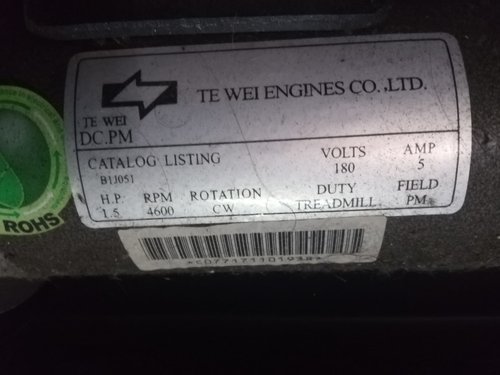 TE WEI ENGINES CO.,LTD.
TE WEI
DC.PM
CATALOG LISTING VOLTS AMP
B1J051 180 5
H.P. RPM ROTATION DUTY FIELD
1.5 4600 CW TREADMILL PM
ROHS